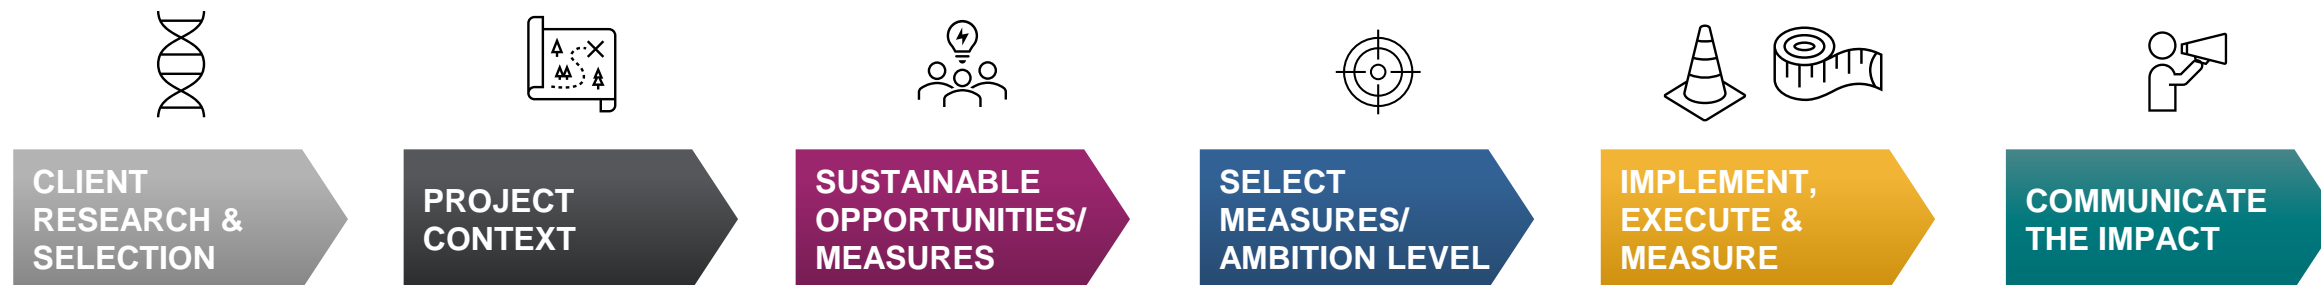 CLIENT
RESEARCH &
SELECTION
PROJECT
CONTEXT
SUSTAINABLE
OPPORTUNITIES/
MEASURES
SELECT
MEASURES/
AMBITION LEVEL
IMPLEMENT,
EXECUTE &
MEASURE
COMMUNICATE
THE IMPACT